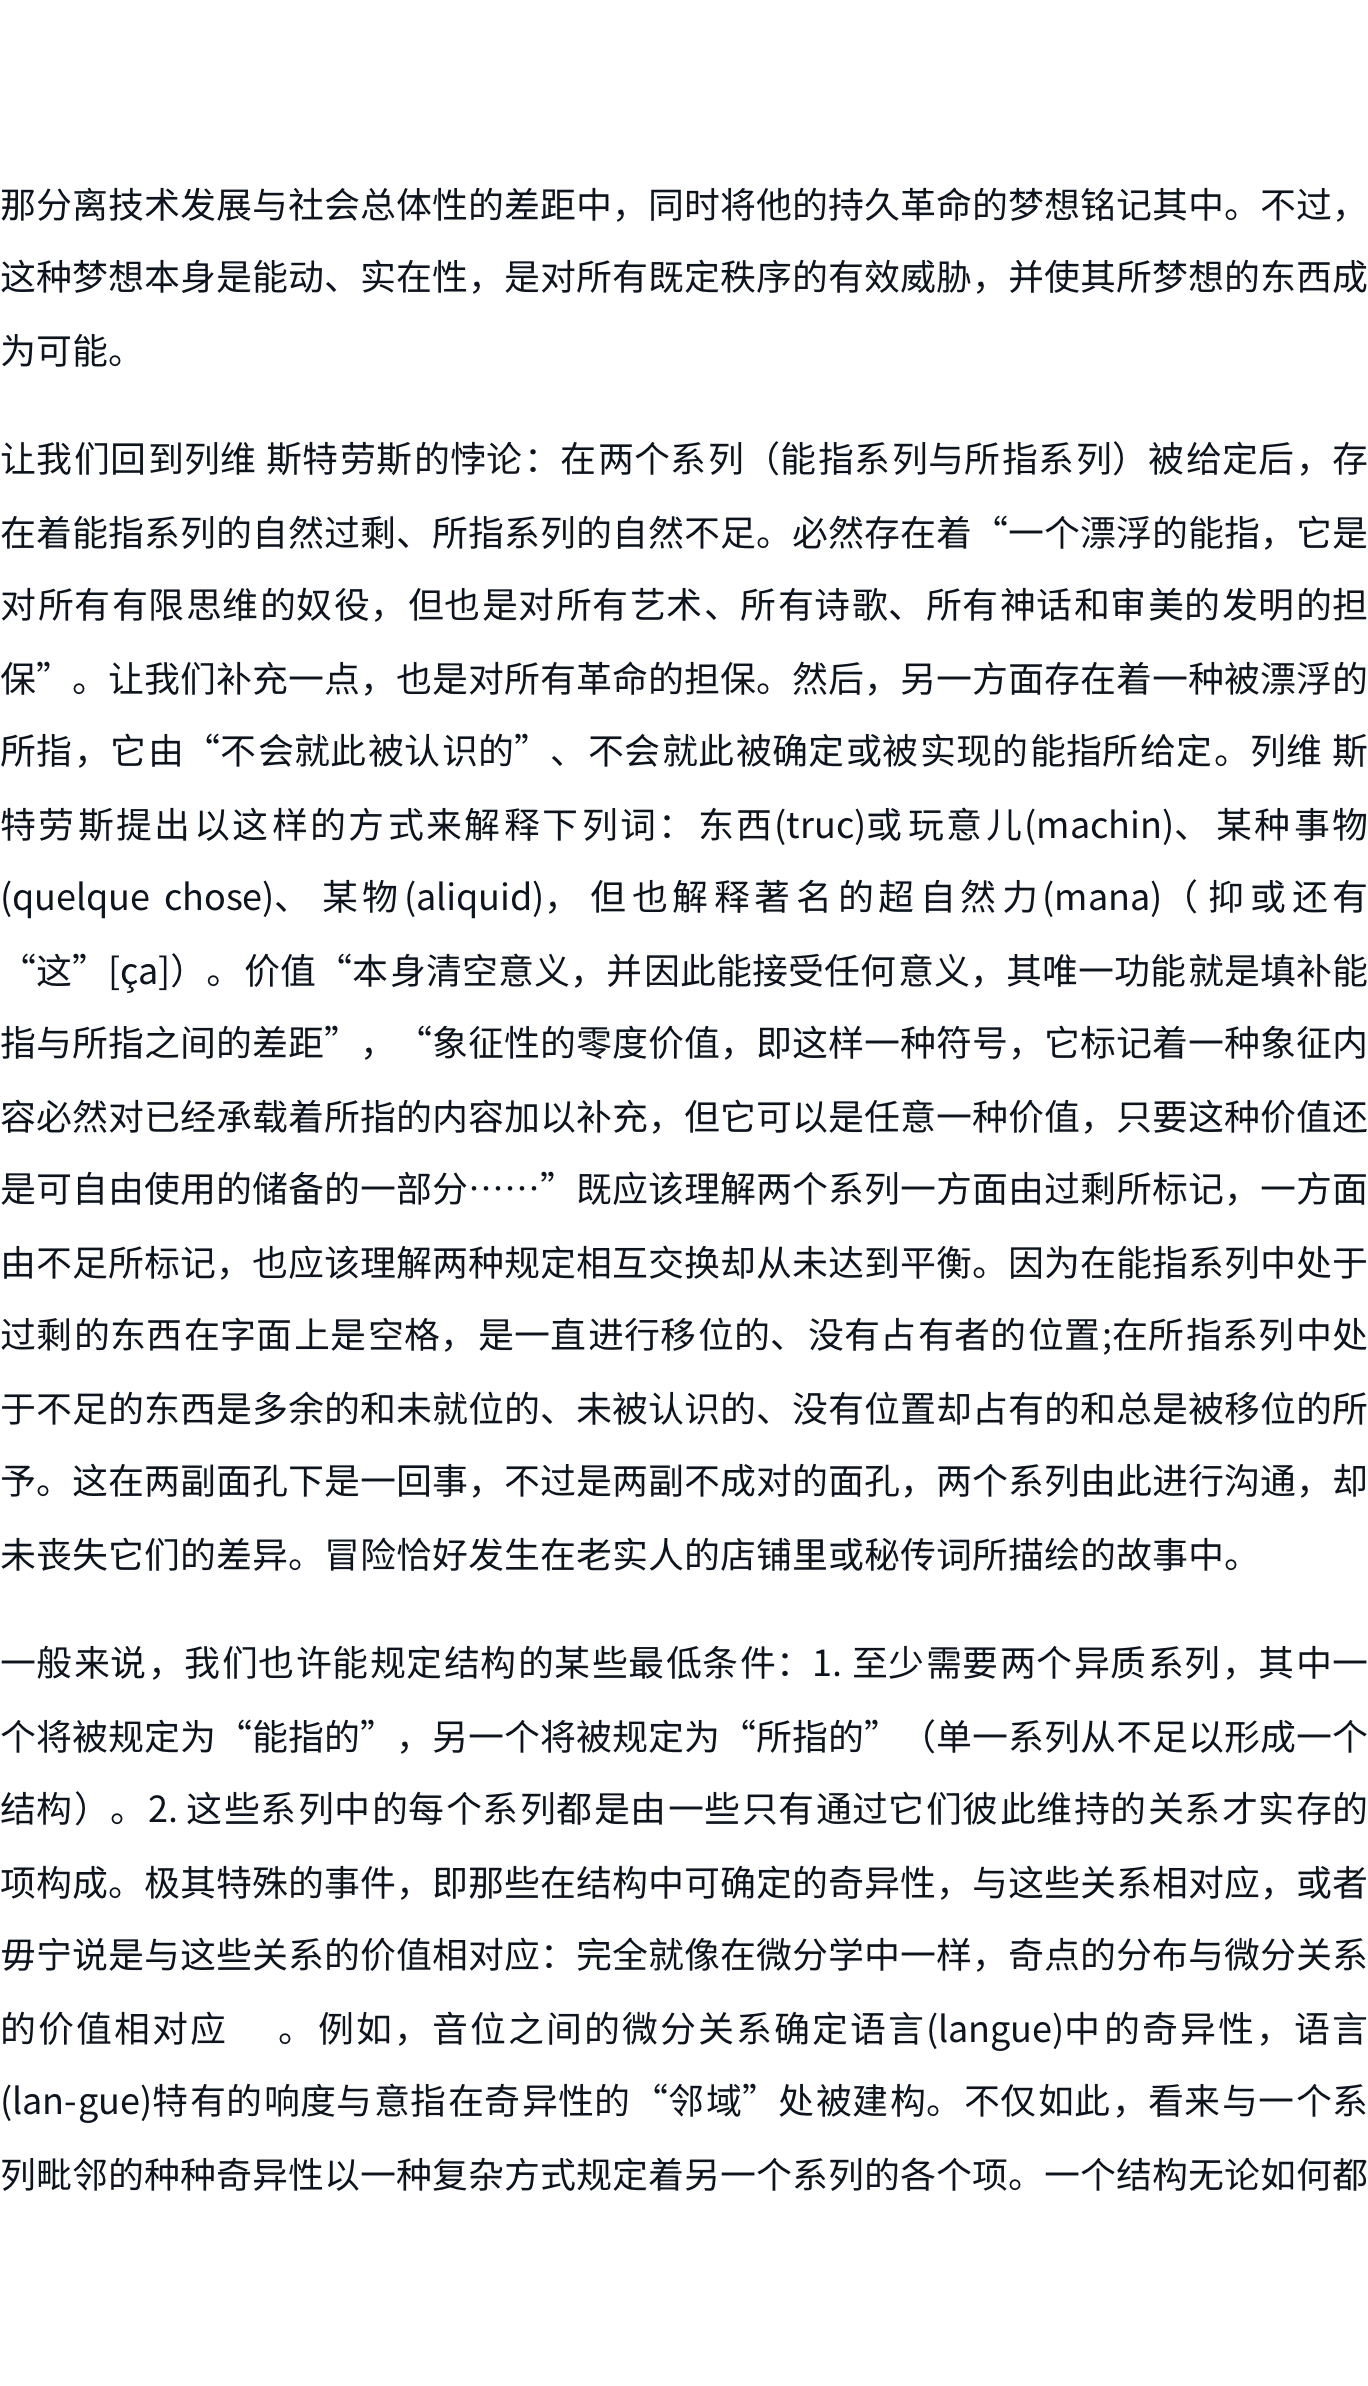 那分离技术发展与社会总体性的差距中，同时将他的持久革命的梦想铭记其中。不过，
这种梦想本身是能动、实在性，是对所有既定秩序的有效威胁，并使其所梦想的东西成
为可能。
让我们回到列维 斯特劳斯的悖论：在两个系列（能指系列与所指系列）被给定后，存
在着能指系列的自然过剩、所指系列的自然不足。必然存在着“一个漂浮的能指，它是
对所有有限思维的奴役，但也是对所有艺术、所有诗歌、所有神话和审美的发明的担
保”。让我们补充一点，也是对所有革命的担保。然后，另一方面存在着一种被漂浮的
所指，它由“不会就此被认识的”、不会就此被确定或被实现的能指所给定。列维 斯
特劳斯提出以这样的方式来解释下列词：东西(truc)或玩意儿(machin)、某种事物
(quelque chose)、 某物(aliquid)， 但也解释著名的超自然力(mana)（抑或还有
“这”[ça]）。价值“本身清空意义，并因此能接受任何意义，其唯一功能就是填补能
指与所指之间的差距”，“象征性的零度价值，即这样一种符号，它标记着一种象征内
容必然对已经承载着所指的内容加以补充，但它可以是任意一种价值，只要这种价值还
是可自由使用的储备的一部分……”既应该理解两个系列一方面由过剩所标记，一方面
由不足所标记，也应该理解两种规定相互交换却从未达到平衡。因为在能指系列中处于
过剩的东西在字面上是空格，是一直进行移位的、没有占有者的位置;在所指系列中处
于不足的东西是多余的和未就位的、未被认识的、没有位置却占有的和总是被移位的所
予。这在两副面孔下是一回事，不过是两副不成对的面孔，两个系列由此进行沟通，却
未丧失它们的差异。冒险恰好发生在老实人的店铺里或秘传词所描绘的故事中。
一般来说，我们也许能规定结构的某些最低条件：1. 至少需要两个异质系列，其中一
个将被规定为“能指的”，另一个将被规定为“所指的”（单一系列从不足以形成一个
结构）。2. 这些系列中的每个系列都是由一些只有通过它们彼此维持的关系才实存的
项构成。极其特殊的事件，即那些在结构中可确定的奇异性，与这些关系相对应，或者
毋宁说是与这些关系的价值相对应：完全就像在微分学中一样，奇点的分布与微分关系
的价值相对应 。例如，音位之间的微分关系确定语言(langue)中的奇异性，语言
(lan-gue)特有的响度与意指在奇异性的“邻域”处被建构。不仅如此，看来与一个系
列毗邻的种种奇异性以一种复杂方式规定着另一个系列的各个项。一个结构无论如何都